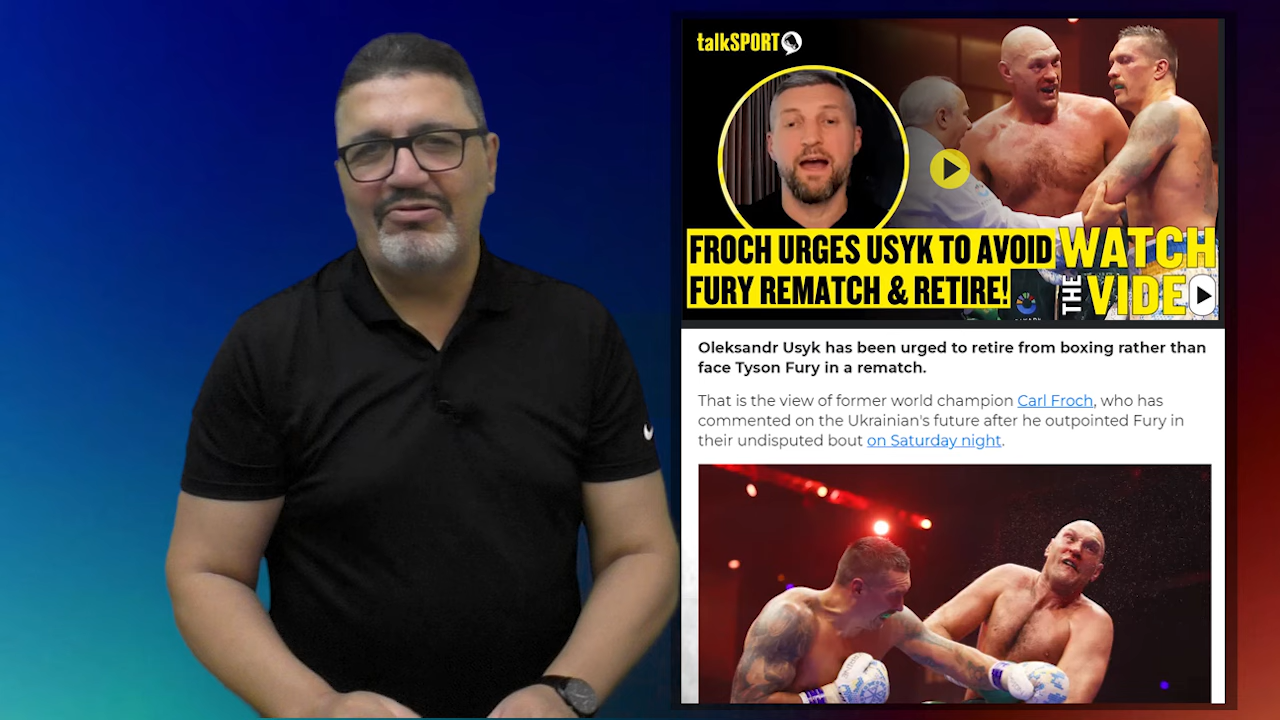 talkSPORT
FROCH URGES USYK TO AVOID
FURY REMATCH & RETIRE!
WATCH
THE VIDEO
Oleksandr Usyk has been urged to retire from boxing rather than
face Tyson Fury in a rematch.
That is the view of former world champion Carl Froch, who has
commented on the Ukrainian's future after he outpointed Fury in
their undisputed bout on Saturday night.